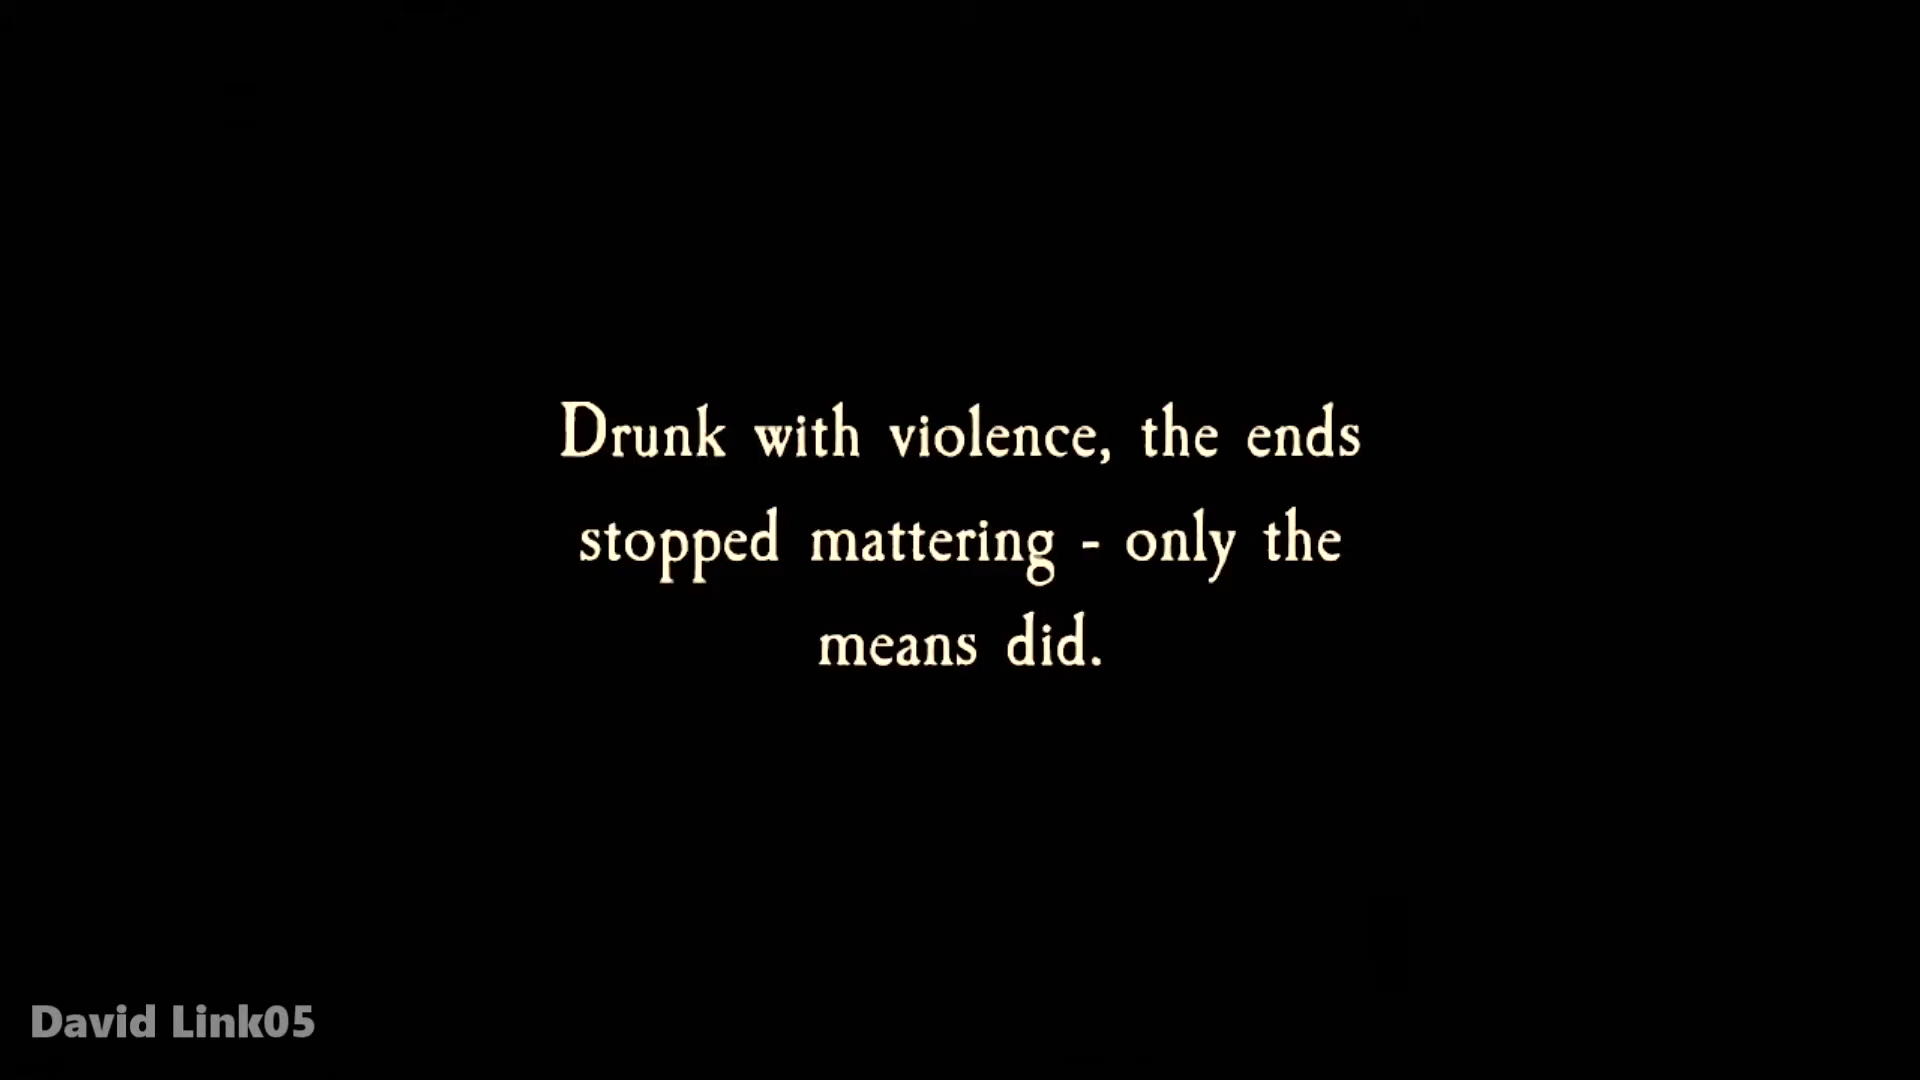 Drunk with violence, the ends
stopped mattering - only the
means did.
David Link05